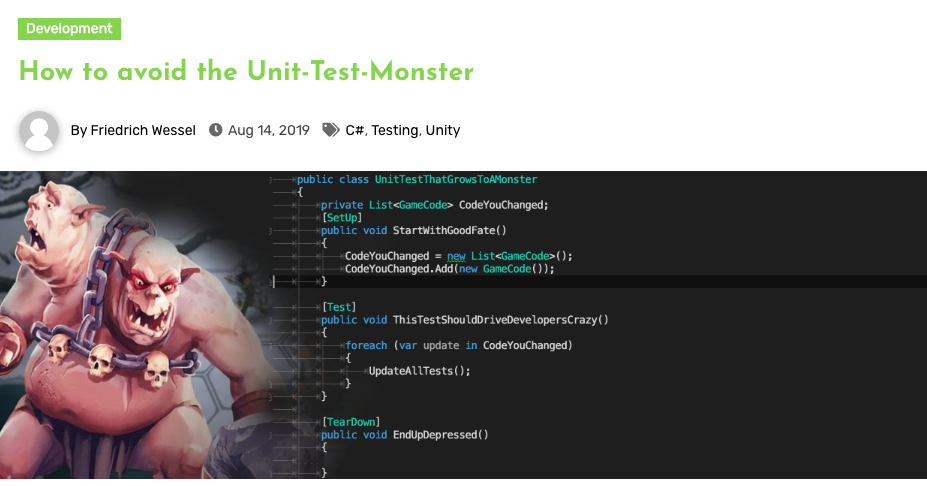 Development
How to avoid the Unit-Test-Monster
By Friedrich Wessel Aug 14, 2019 C#, Testing, Unity
public class UnitTestThatGrowsToAMonster
{
private List<GameCode> CodeYouChanged;
[SetUp]
public void StartWithGoodFate()
{
CodeYouChanged = new List<GameCode>();
CodeYouChanged.Add(new GameCode());
}
[Test]
public void ThisTestShouldDriveDevelopersCrazy()
{
foreach (var update in CodeYouChanged)
{
UpdateAllTests();
}
}
[TearDown]
public void EndUpDepressed()
{
}